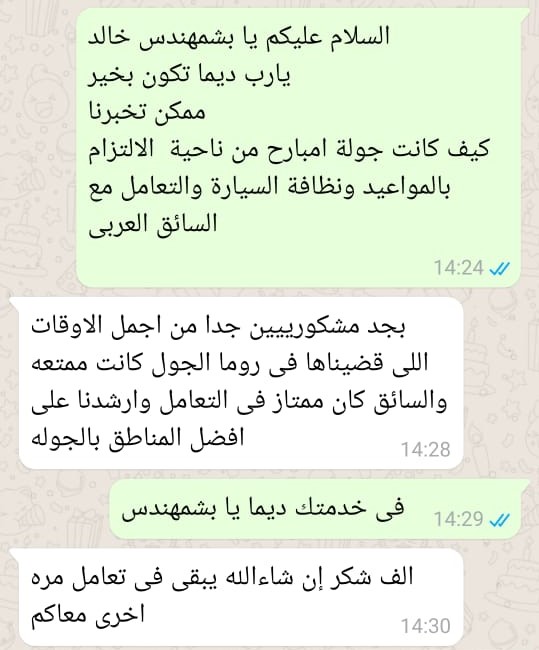 السلام عليكم يا بشمهندس خالد
يارب ديما تكون بخير
ممكن تخبرنا
كيف كانت جولة امبارح من ناحية الالتزام
بالمواعيد ونظافة السيارة والتعامل مع
السائق العربى
14:24
بجد مشكورييين جدا من اجمل الاوقات
اللى قضيناها فى روما الجول كانت ممتعه
والسائق كان ممتاز فى التعامل وارشدنا على
افضل المناطق بالجوله
14:28
فى خدمتك ديما يا بشمهندس
14:29
الف شكر إن شاءالله يبقى فى تعامل مره
اخرى معاكم
14:30